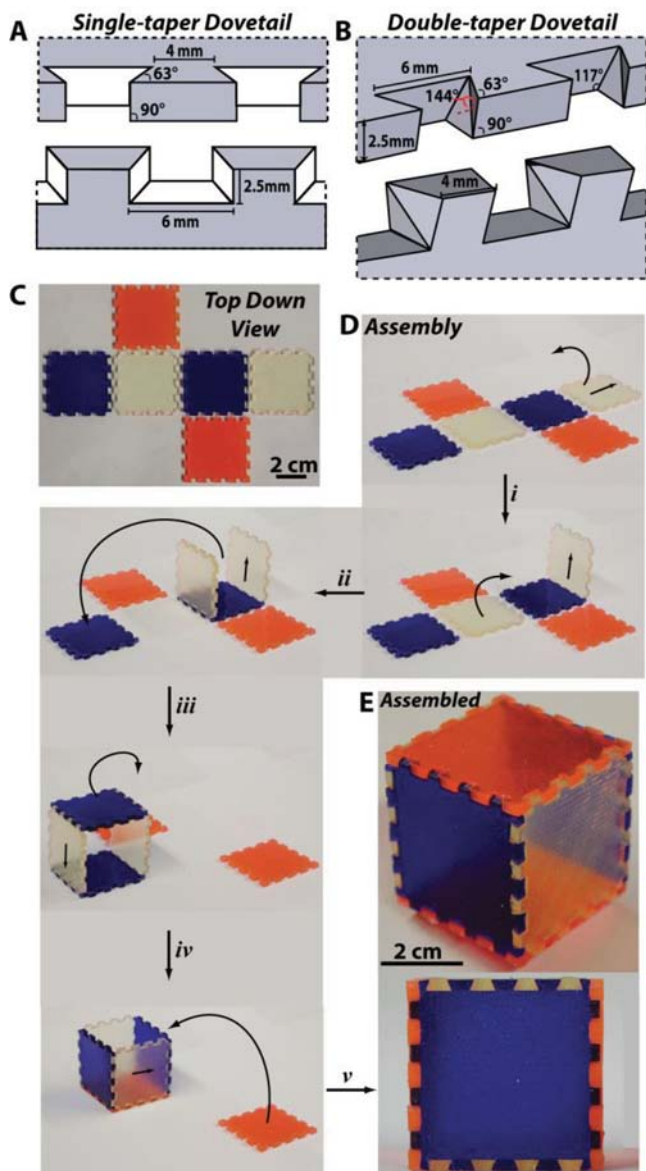 A Single-taper Dovetail
4 mm
63°
90°
2.5mm
6 mm
B Double-taper Dovetail
6 mm
63°
117°
144°
90°
2.5mm
4 mm
C Top Down
View
2 cm
D Assembly
i
ii
iii
iv
v
E Assembled
2 cm